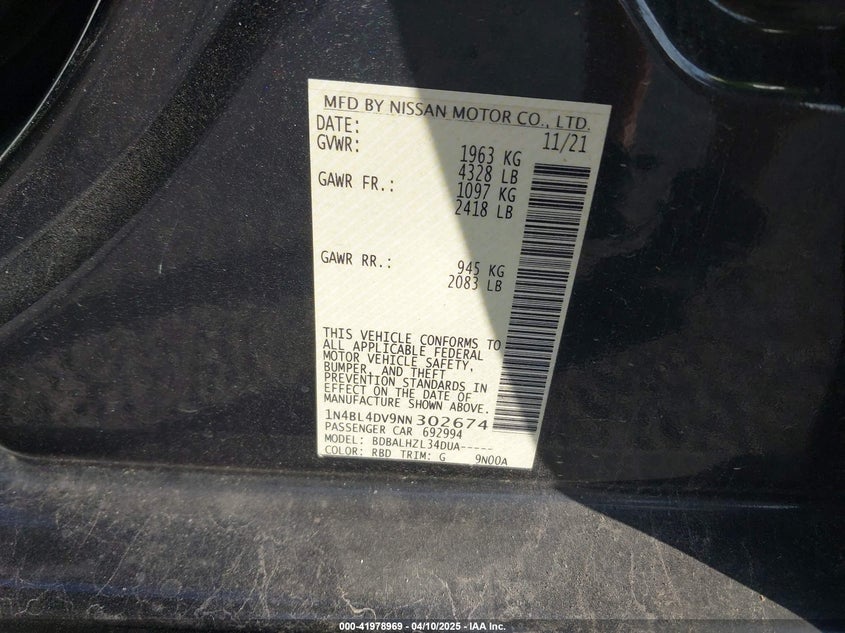 MFD BY NISSAN MOTOR CO., LTD.
DATE: 11/21
GVWR: 1963 KG
4328 LB
GAWR FR.: 1097 KG
2418 LB
GAWR RR.: 945 KG
2083 LB
THIS VEHICLE CONFORMS TO
ALL APPLICABLE FEDERAL
MOTOR VEHICLE SAFETY,
BUMPER, AND THEFT
PREVENTION STANDARDS IN
EFFECT ON THE DATE OF
MANUFACTURE SHOWN ABOVE.
1N4BL4DV9NN302674
PASSENGER CAR 692994
MODEL: BDBALHZL34DUA-----
COLOR: RBD TRIM: G 9N00A
000-41978969 - 04/10/2025 - IAA Inc.